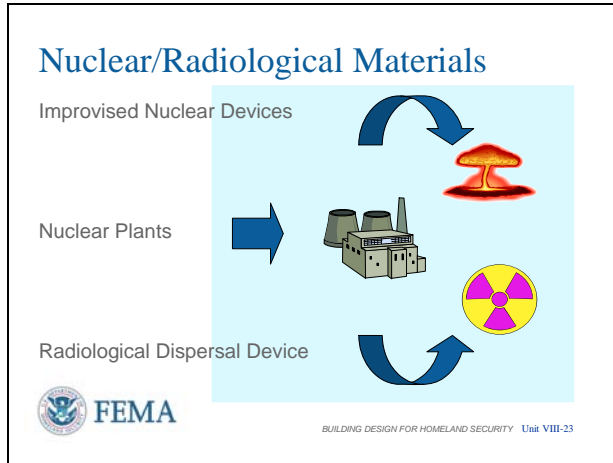 Nuclear/Radiological Materials
Improvised Nuclear Devices
Nuclear Plants
Radiological Dispersal Device
FEMA
BUILDING DESIGN FOR HOMELAND SECURITY Unit VIII-23